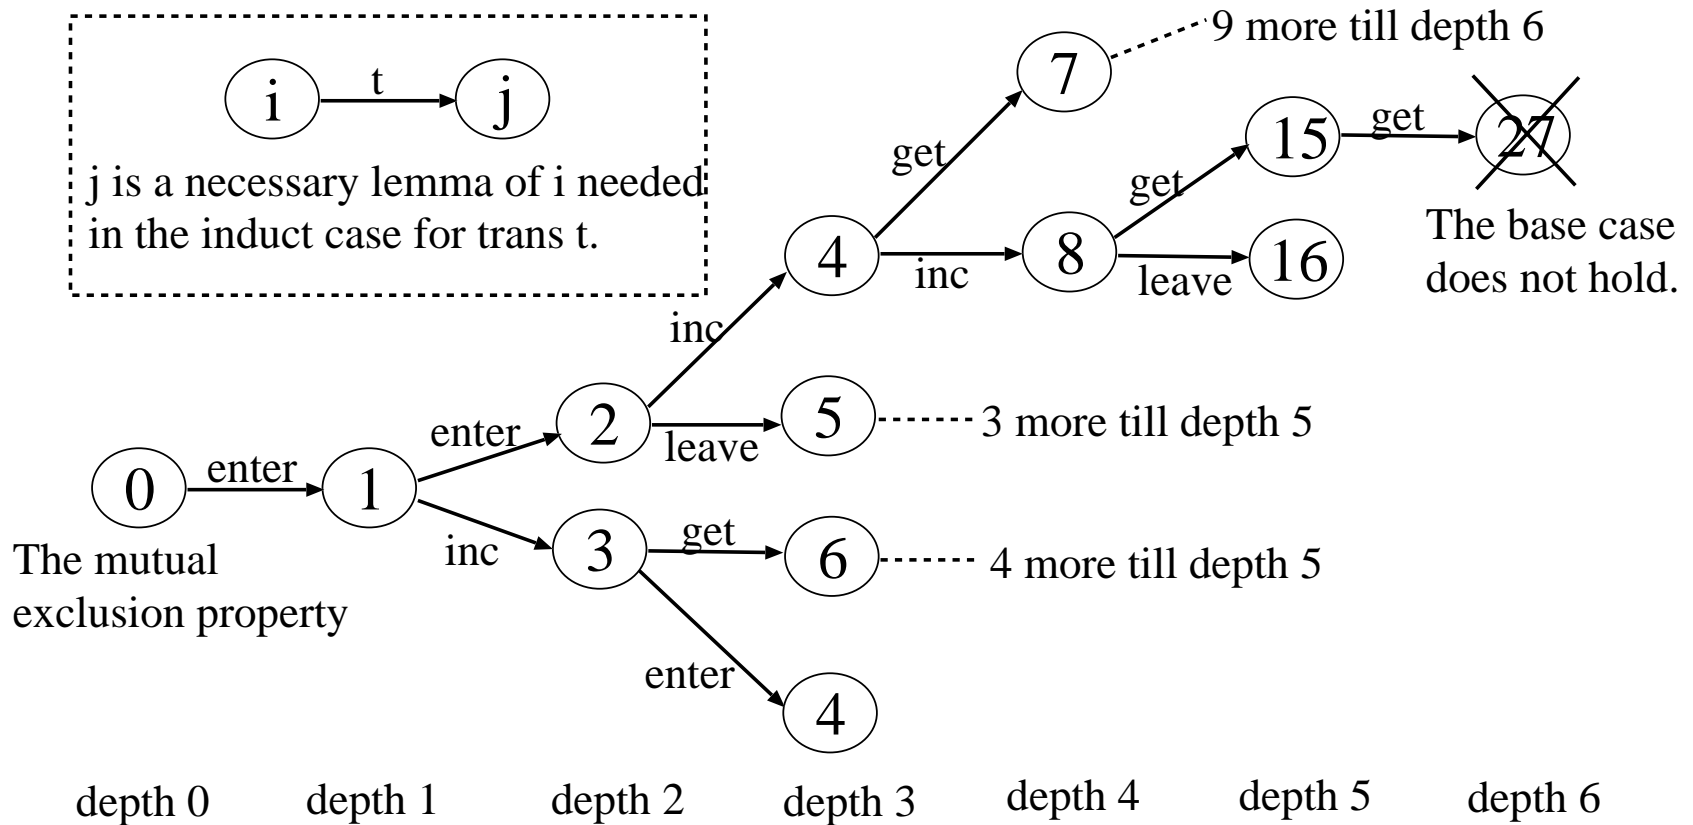 t
i
j
j is a necessary lemma of i needed
in the induct case for trans t.
9 more till depth 6
7
get
15
get
27
get
The base case
does not hold.
4
inc
8
leave
16
inc
2
leave
5
3 more till depth 5
enter
0
enter
1
The mutual
exclusion property
inc
3
get
6
4 more till depth 5
enter
4
depth 0
depth 1
depth 2
depth 3
depth 4
depth 5
depth 6